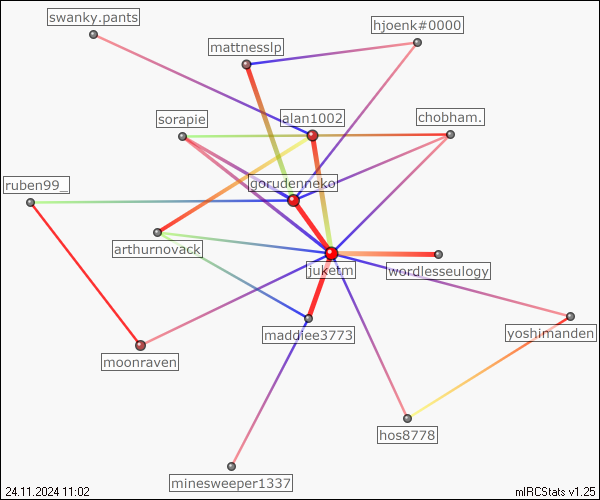 swanky.pants
hjoenk#0000
mattnesslp
sorapie
alan1002
chobham.
gorudenneko
ruben99_
arthurnovack
juketm
wordlesseulogy
maddiee3773
yoshimanden
moonraven
hos8778
minesweeper1337
24.11.2024 11:02
mIRCStats v1.25